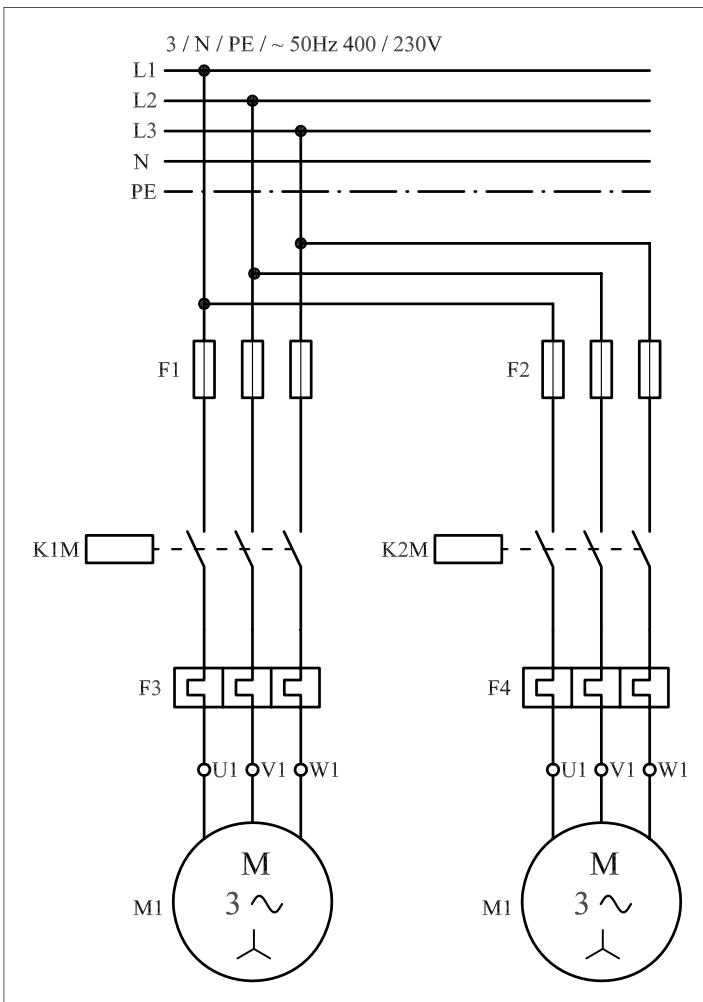 3 / N / PE / ~ 50Hz 400 / 230V
L1
L2
L3
N
PE
F1 F2
K1M K2M
F3 F4
U1 V1 W1 U1 V1 W1
M M
M1 3 M1 3